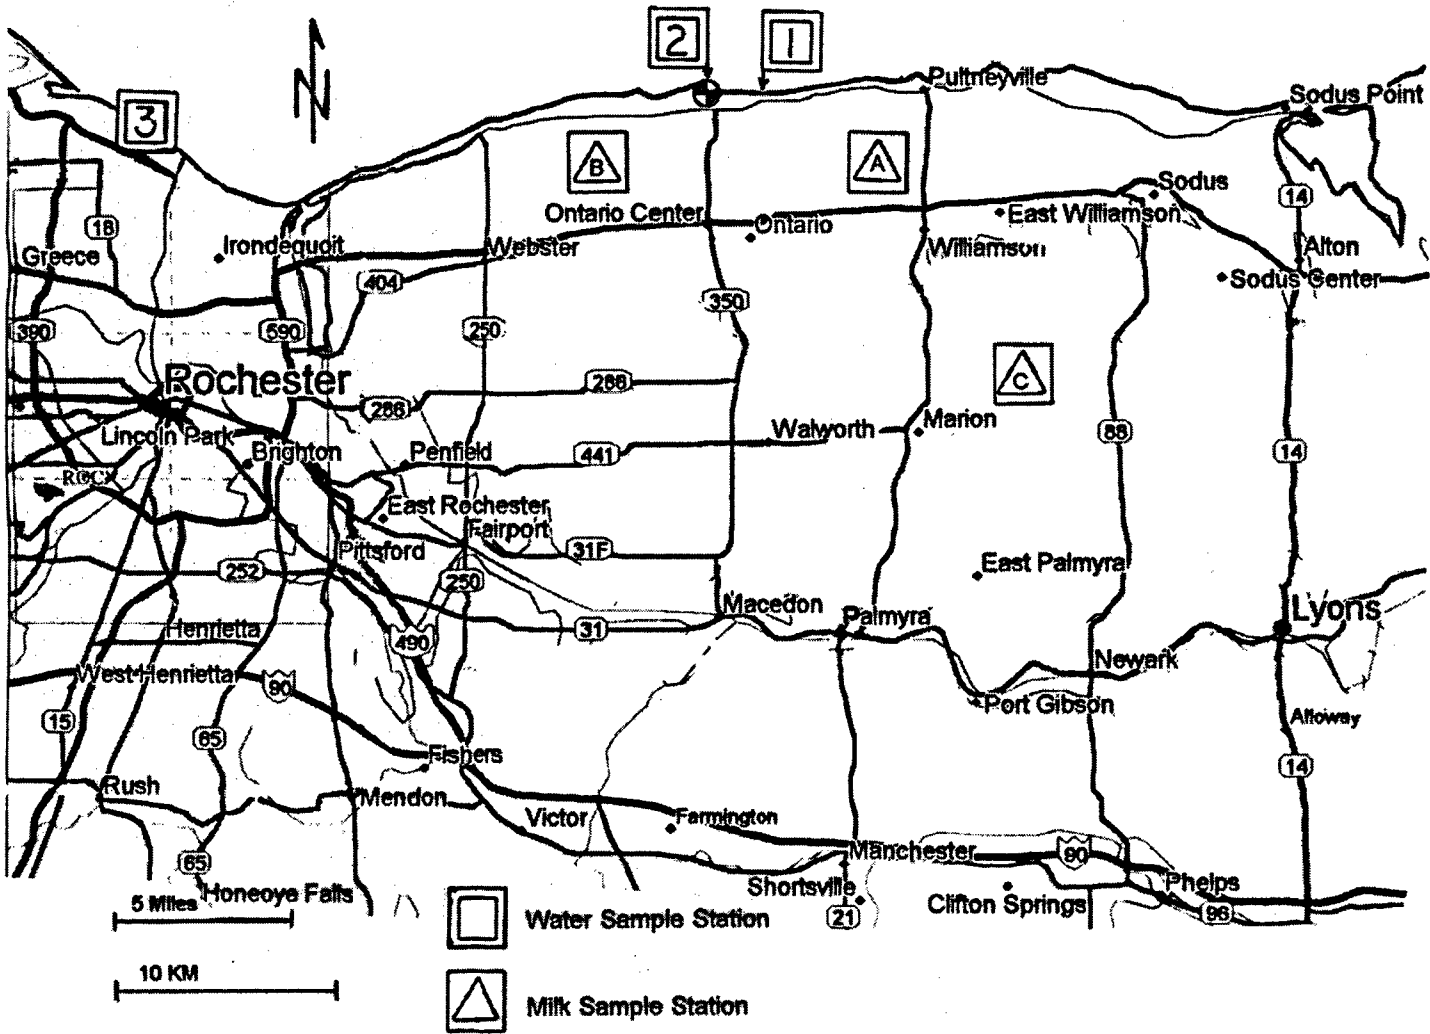 2
1
3
N
Pultneyville
Sodus Point
B
A
Sodus
14
Ontario Center
Ontario
East Williamson
18
Greece
Irondequoit
Webster
Williamson
Alton
Sodus Center
404
350
390
590
250
C
Rochester
286
286
Lincoln Park
Brighton
Penfield
441
Walworth
Marion
88
14
East Rochester
Fairport
Pittsford
31F
252
250
East Palmyra
Macedon
Palmyra
Lyons
Henrietta
490
31
West Henrietta
90
Newark
Port Gibson
Alloway
15
65
Fishers
14
Rush
Mendon
Victor
Farmington
Manchester
90
65
Honeoye Falls
Shortsville
21
Clifton Springs
Phelps
96
5 Miles
Water Sample Station
10 KM
Milk Sample Station